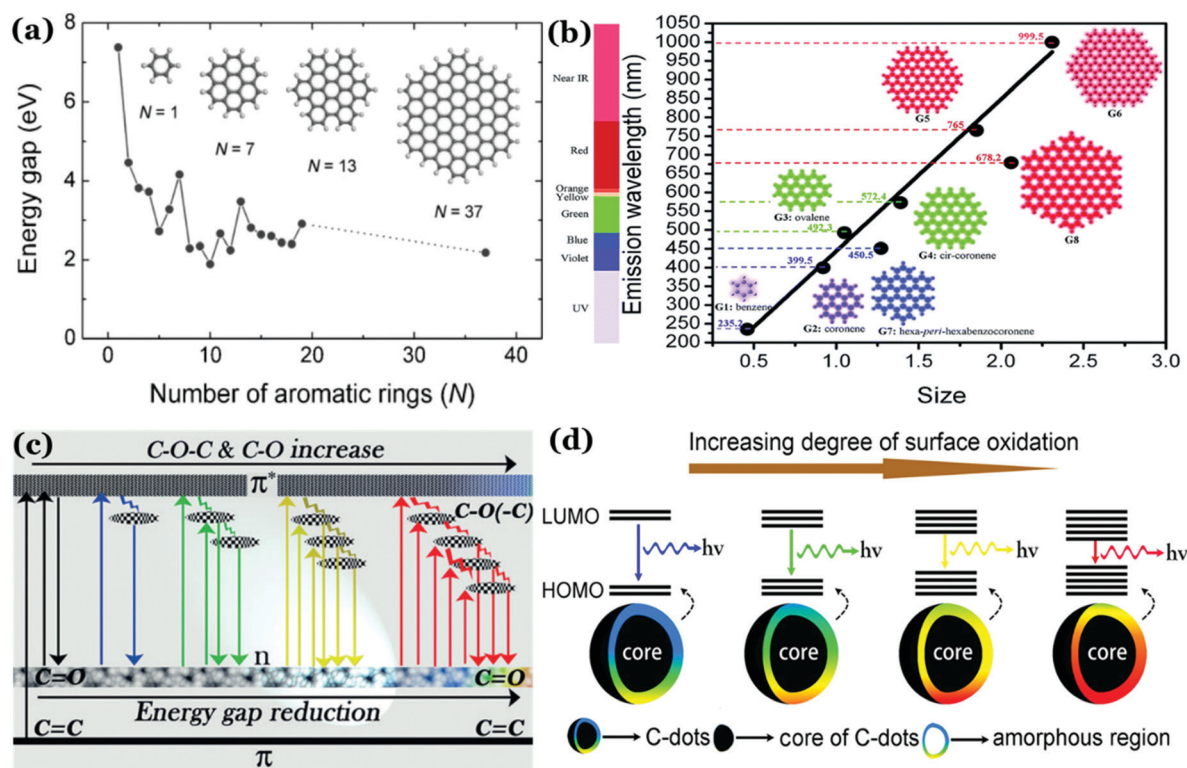 (a)
8
6
4
2
0
Energy gap (eV)
N = 1
N = 7
N = 13
N = 37
0 10 20 30 40
Number of aromatic rings (N)
(b)
Near IR
Red
Orange
Yellow
Green
Blue
Violet
UV
Emission wavelength (nm)
1050
1000
950
900
850
800
750
700
650
600
550
500
450
400
350
300
250
200
999.5
765
678.2
572.4
492.3
450.5
399.5
235.2
G5
G6
G3: ovalene
G4: cir-coronene
G8
G1: benzene
G2: coronene
G7: hexa-peri-hexabenzocoronene
0.5 1.0 1.5 2.0 2.5 3.0
Size
(c)
C-O-C & C-O increase
π*
C-O(-C)
n
C=O C=O
Energy gap reduction
C=C C=C
π
(d)
Increasing degree of surface oxidation
LUMO
hν hν hν hν
HOMO
core core core core
C-dots core of C-dots amorphous region